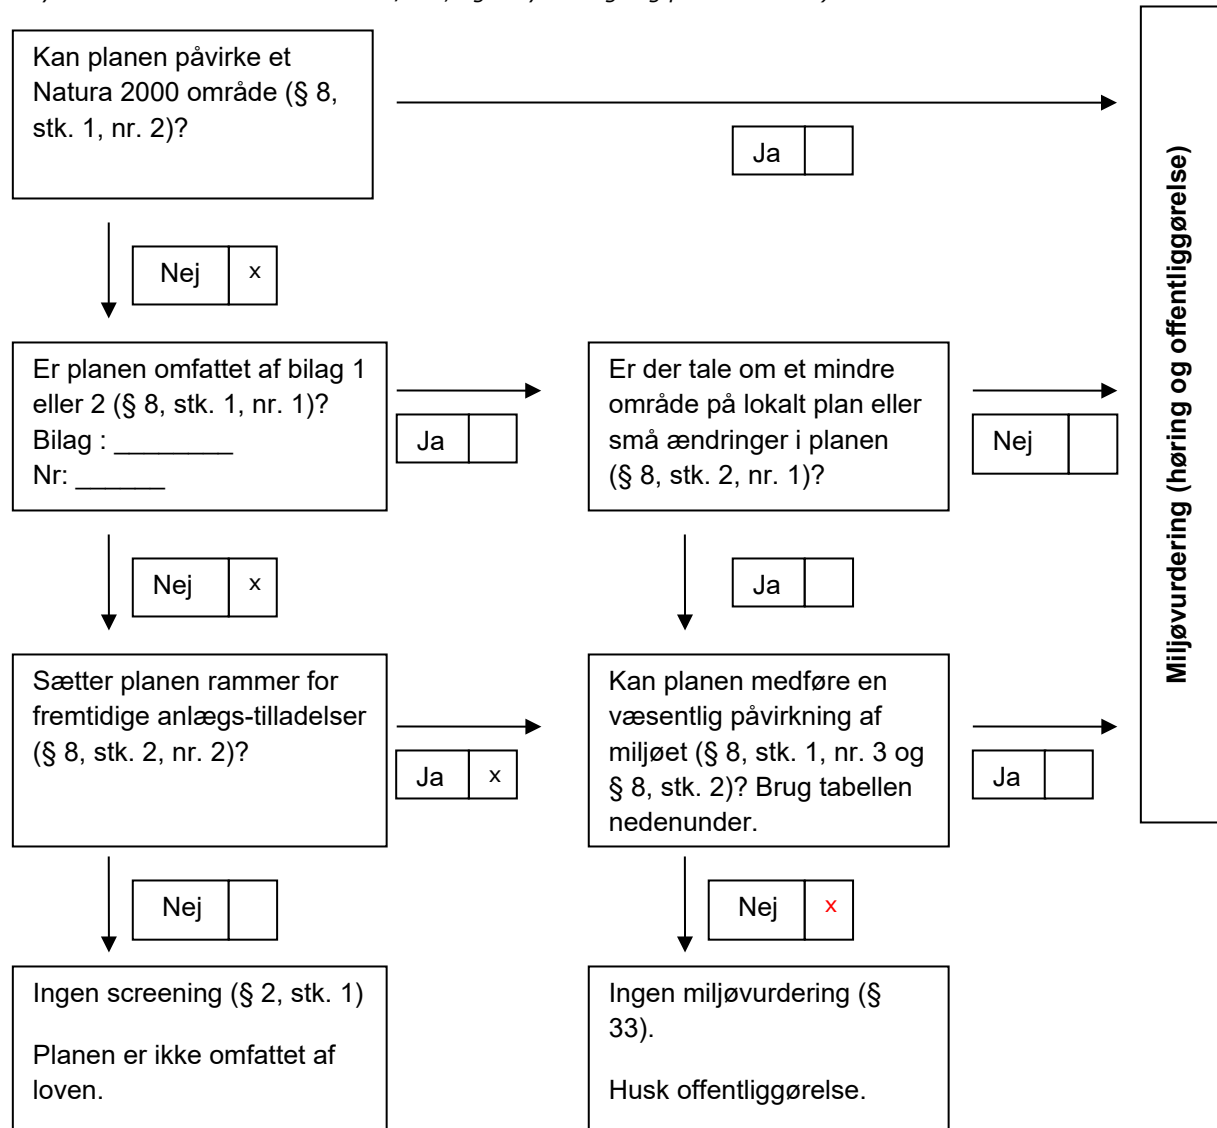 Kan planen påvirke et
Natura 2000 område (§ 8,
stk. 1, nr. 2)?
Ja
Nej x
Er planen omfattet af bilag 1
eller 2 (§ 8, stk. 1, nr. 1)?
Bilag : ________
Nr: ______
Ja
Er der tale om et mindre
område på lokalt plan eller
små ændringer i planen
(§ 8, stk. 2, nr. 1)?
Nej
Nej x
Ja
Sætter planen rammer for
fremtidige anlægs-tilladelser
(§ 8, stk. 2, nr. 2)?
Ja x
Kan planen medføre en
væsentlig påvirkning af
miljøet (§ 8, stk. 1, nr. 3 og
§ 8, stk. 2)? Brug tabellen
nedenunder.
Ja
Nej
Nej x
Ingen screening (§ 2, stk. 1)
Planen er ikke omfattet af
loven.
Ingen miljøvurdering (§
33).
Husk offentliggørelse.
Miljøvurdering (høring og offentliggørelse)